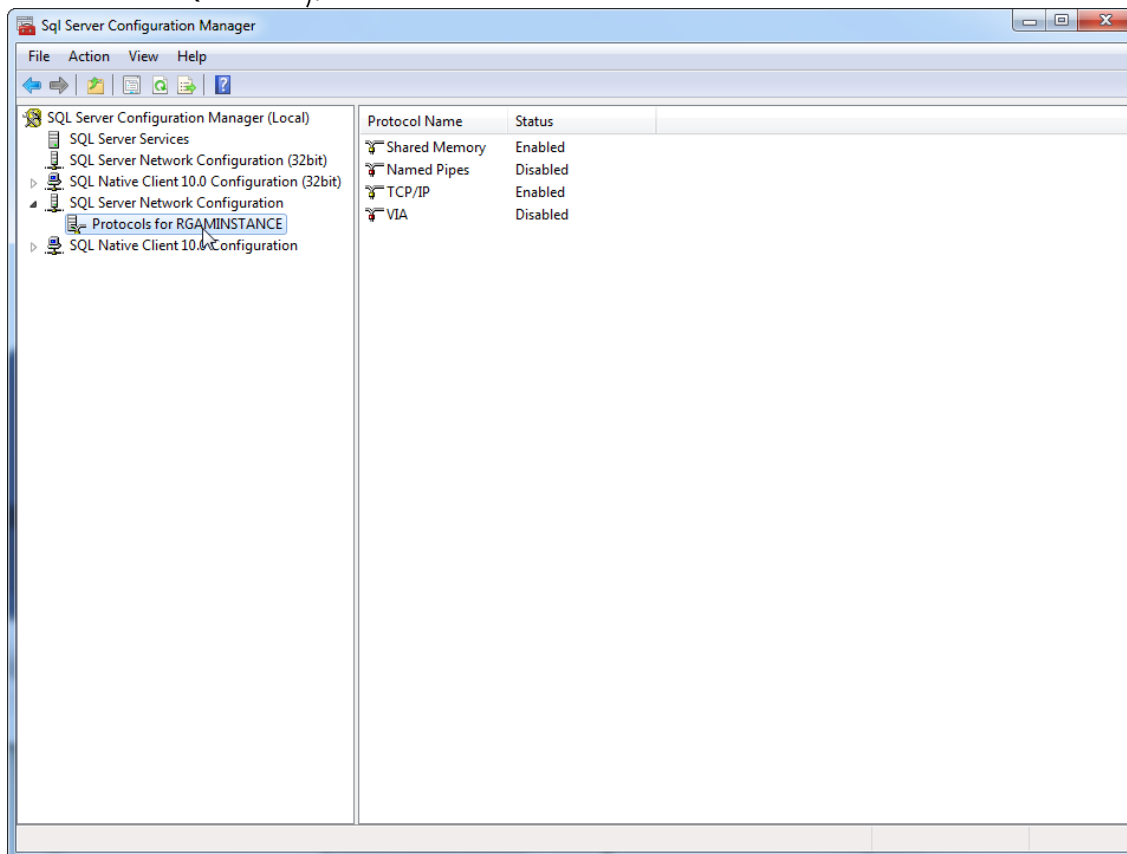 Sql Server Configuration Manager
File Action View Help
SQL Server Configuration Manager (Local)
SQL Server Services
SQL Server Network Configuration (32bit)
SQL Native Client 10.0 Configuration (32bit)
SQL Server Network Configuration
Protocols for RGAMINSTANCE
SQL Native Client 10.0 Configuration
Protocol Name Status
Shared Memory Enabled
Named Pipes Disabled
TCP/IP Enabled
VIA Disabled